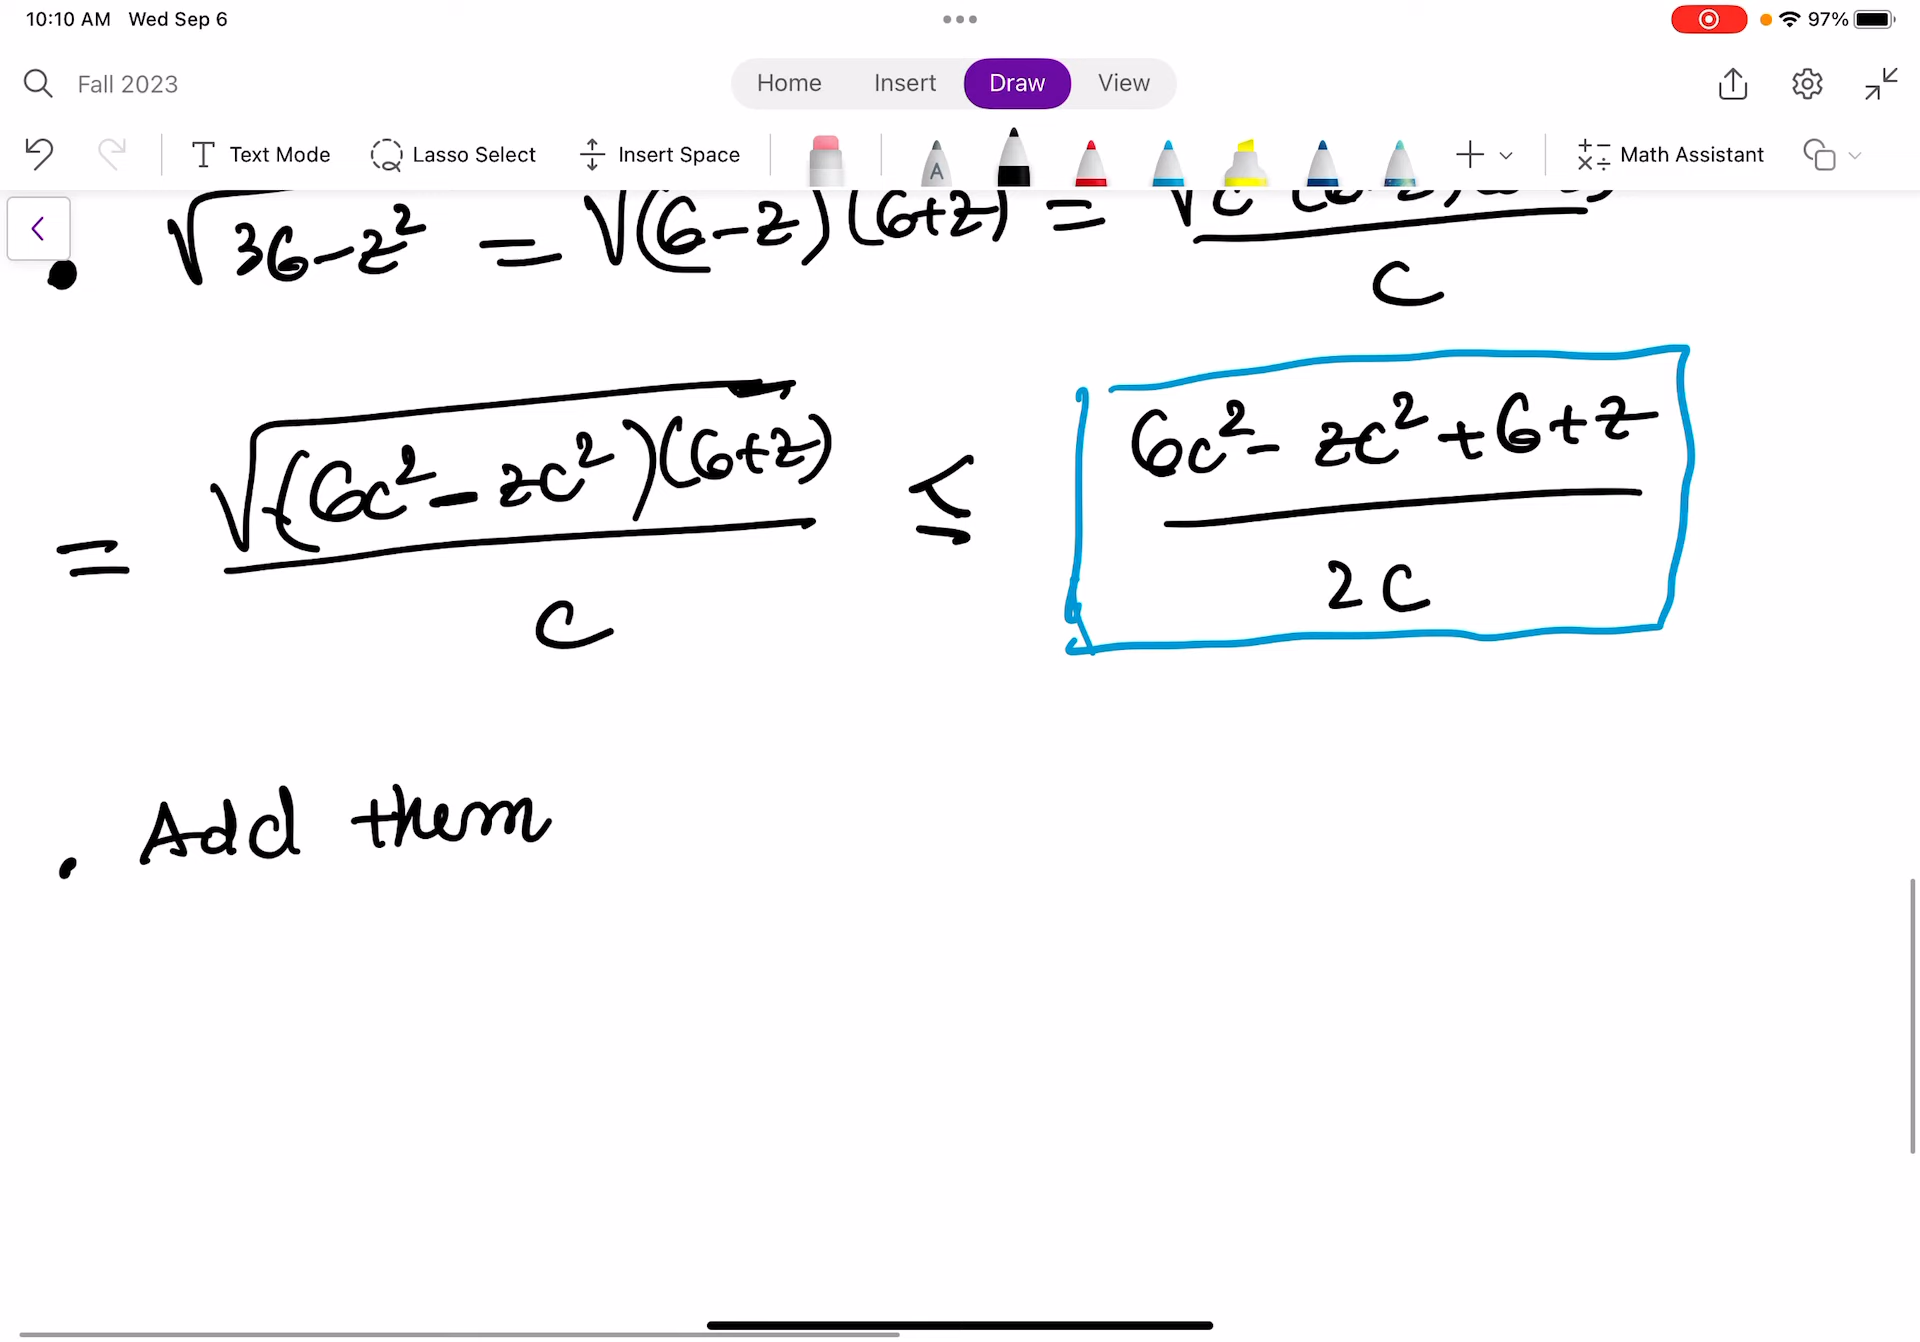 10:10 AM Wed Sep 6 97%
Fall 2023 Home Insert Draw View
Text Mode Lasso Select Insert Space A Math Assistant
• √(36-z²) = √((6-z)(6+z)) = / c
= √((6c²-zc²)(6+z)) / c ≤ (6c²-zc²+6+z) / 2c
. Add them